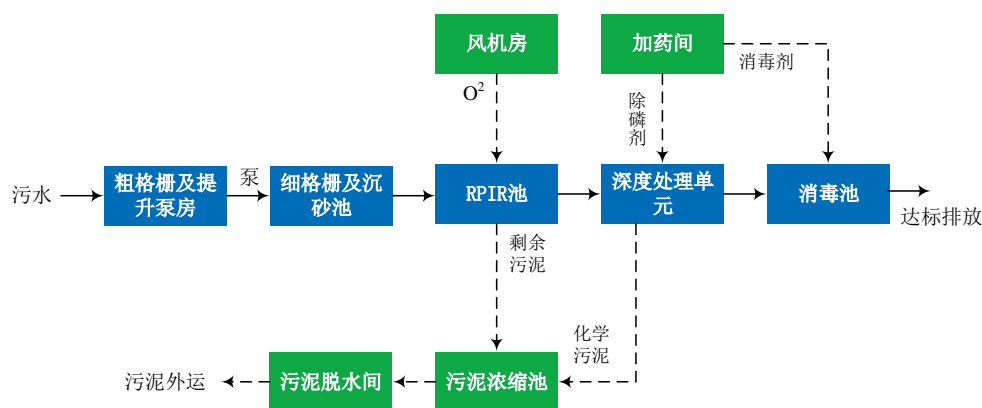 风机房
加药间
消毒剂
O²
除
磷
剂
污水
粗格栅及提
升泵房
泵
细格栅及沉
砂池
RPIR池
深度处理单
元
消毒池
达标排放
剩余
污泥
化学
污泥
污泥外运
污泥脱水间
污泥浓缩池